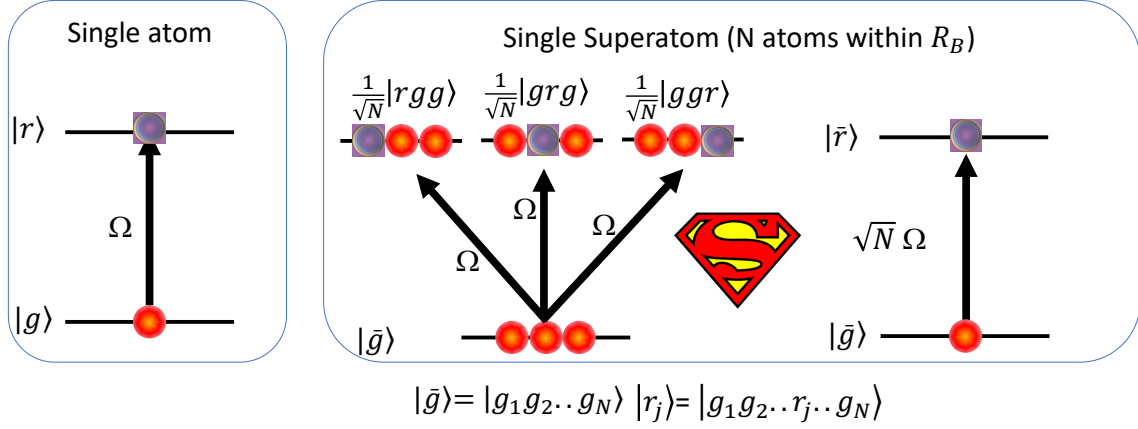 Single atom
|r⟩
Ω
|g⟩
Single Superatom (N atoms within R_B)
1/√N |rgg⟩ 1/√N |grg⟩ 1/√N |ggr⟩
Ω
Ω
Ω
|ḡ⟩
S
|r̄⟩
√N Ω
|ḡ⟩
|ḡ⟩= |g₁g₂..g_N⟩ |r_j⟩= |g₁g₂..r_j..g_N⟩